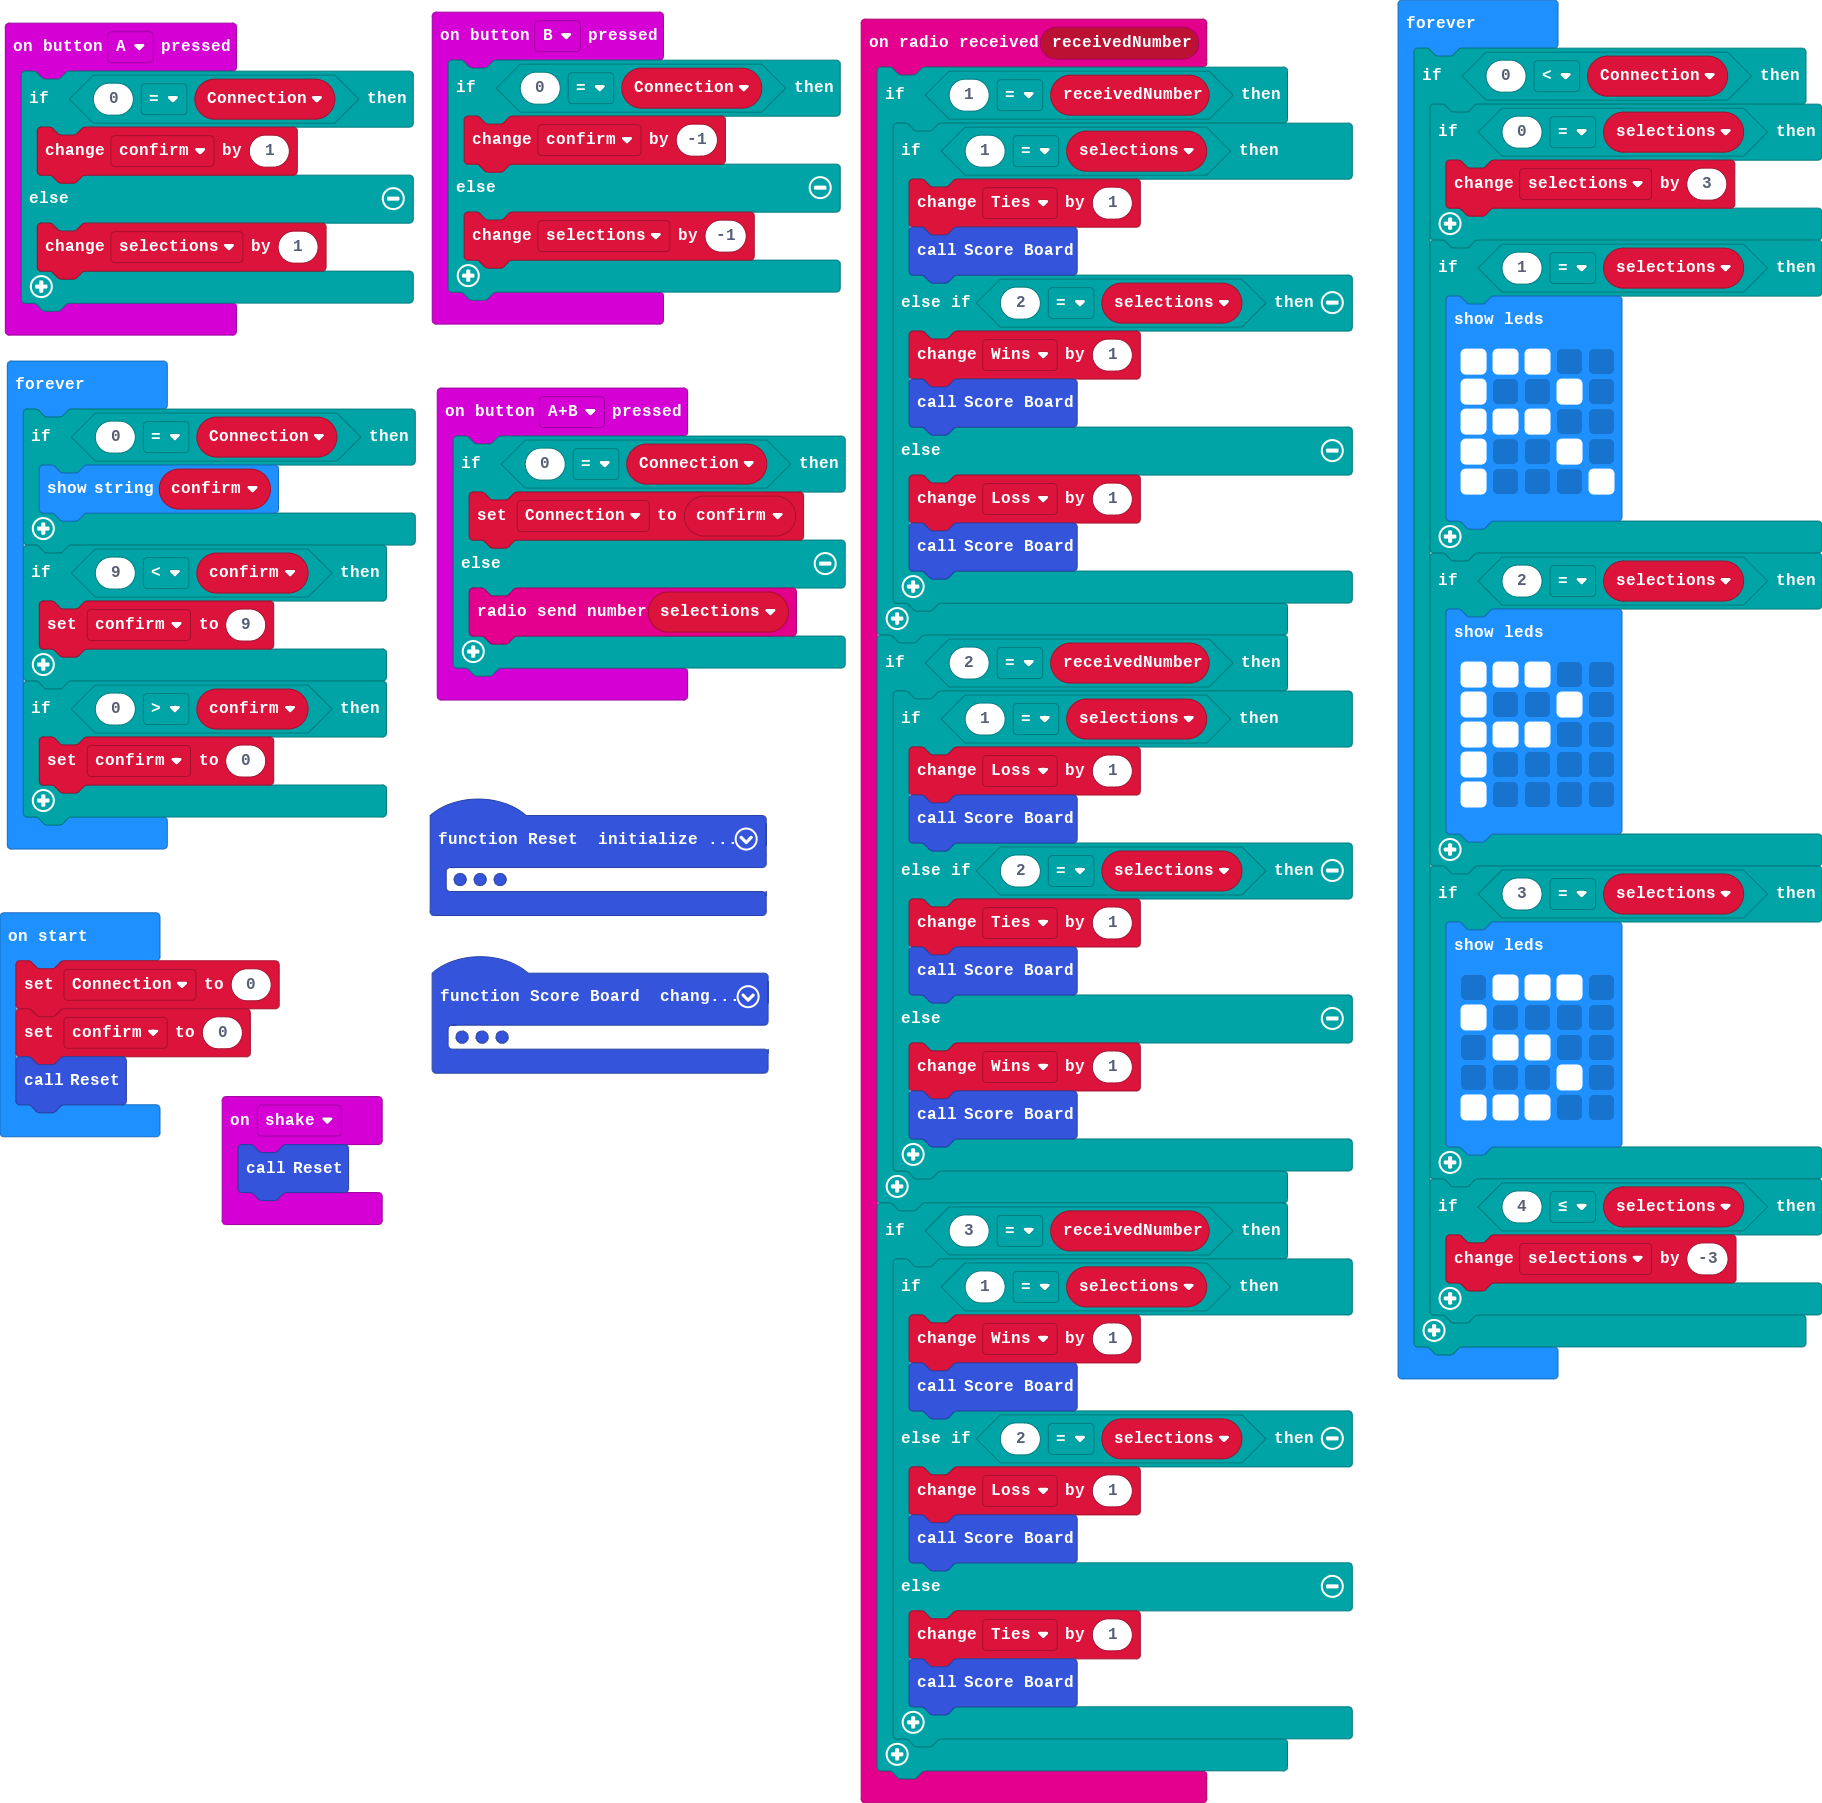 on button A pressed
if 0 = Connection then
change confirm by 1
else
change selections by 1
forever
if 0 = Connection then
show string confirm
if 9 < confirm then
set confirm to 9
if 0 > confirm then
set confirm to 0
on start
set Connection to 0
set confirm to 0
call Reset
on shake
call Reset
on button B pressed
if 0 = Connection then
change confirm by -1
else
change selections by -1
on button A+B pressed
if 0 = Connection then
set Connection to confirm
else
radio send number selections
function Reset initialize ...
function Score Board chang...
on radio received receivedNumber
if 1 = receivedNumber then
if 1 = selections then
change Ties by 1
call Score Board
else if 2 = selections then
change Wins by 1
call Score Board
else
change Loss by 1
call Score Board
if 2 = receivedNumber then
if 1 = selections then
change Loss by 1
call Score Board
else if 2 = selections then
change Ties by 1
call Score Board
else
change Wins by 1
call Score Board
if 3 = receivedNumber then
if 1 = selections then
change Wins by 1
call Score Board
else if 2 = selections then
change Loss by 1
call Score Board
else
change Ties by 1
call Score Board
forever
if 0 < Connection then
if 0 = selections then
change selections by 3
if 1 = selections then
show leds
if 2 = selections then
show leds
if 3 = selections then
show leds
if 4 ≤ selections then
change selections by -3